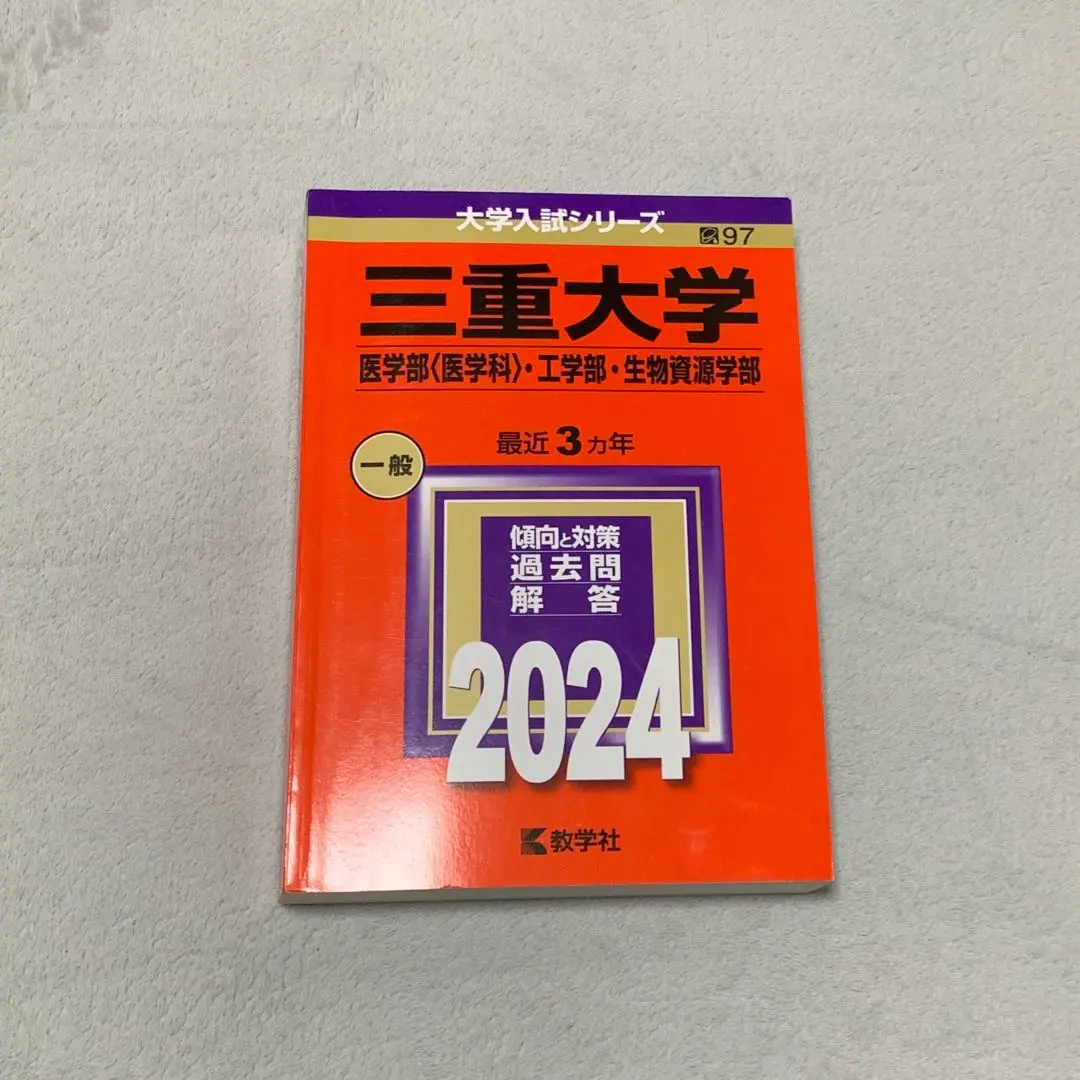 大学入試シリーズ
97
三重大学
医学部〈医学科〉・工学部・生物資源学部
最近3カ年
一般
傾向と対策
過去問
解答
2024
教学社